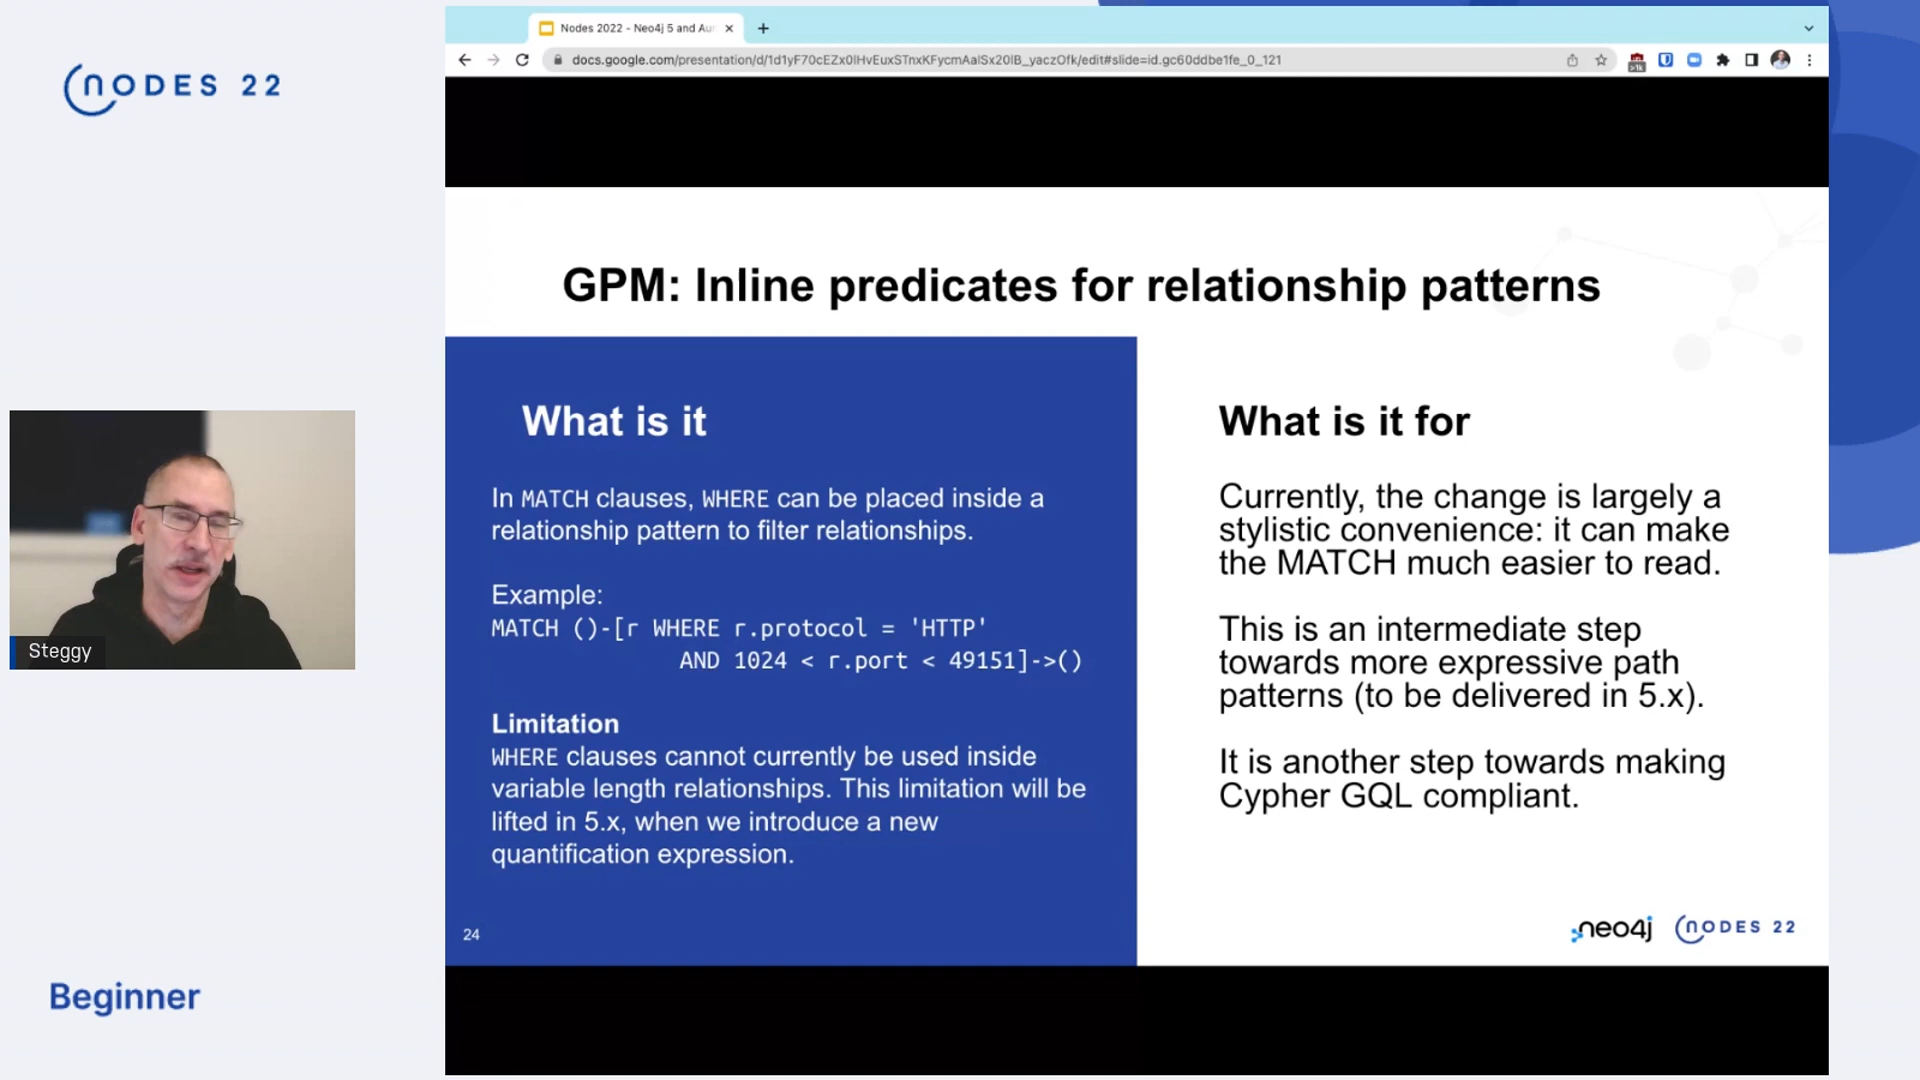 Nodes 2022 - Neo4j 5 and Au
docs.google.com/presentation/d/1d1yF70cEZx0IHvEuxSTnxKFycmAalSx20lB_yaczOfk/edit#slide=id.gc60ddbe1fe_0_121
NODES 22
GPM: Inline predicates for relationship patterns
What is it
In MATCH clauses, WHERE can be placed inside a
relationship pattern to filter relationships.
Example:
MATCH ()-[r WHERE r.protocol = 'HTTP'
AND 1024 < r.port < 49151]->()
Limitation
WHERE clauses cannot currently be used inside
variable length relationships. This limitation will be
lifted in 5.x, when we introduce a new
quantification expression.
24
What is it for
Currently, the change is largely a
stylistic convenience: it can make
the MATCH much easier to read.
This is an intermediate step
towards more expressive path
patterns (to be delivered in 5.x).
It is another step towards making
Cypher GQL compliant.
neo4j
NODES 22
Steggy
Beginner